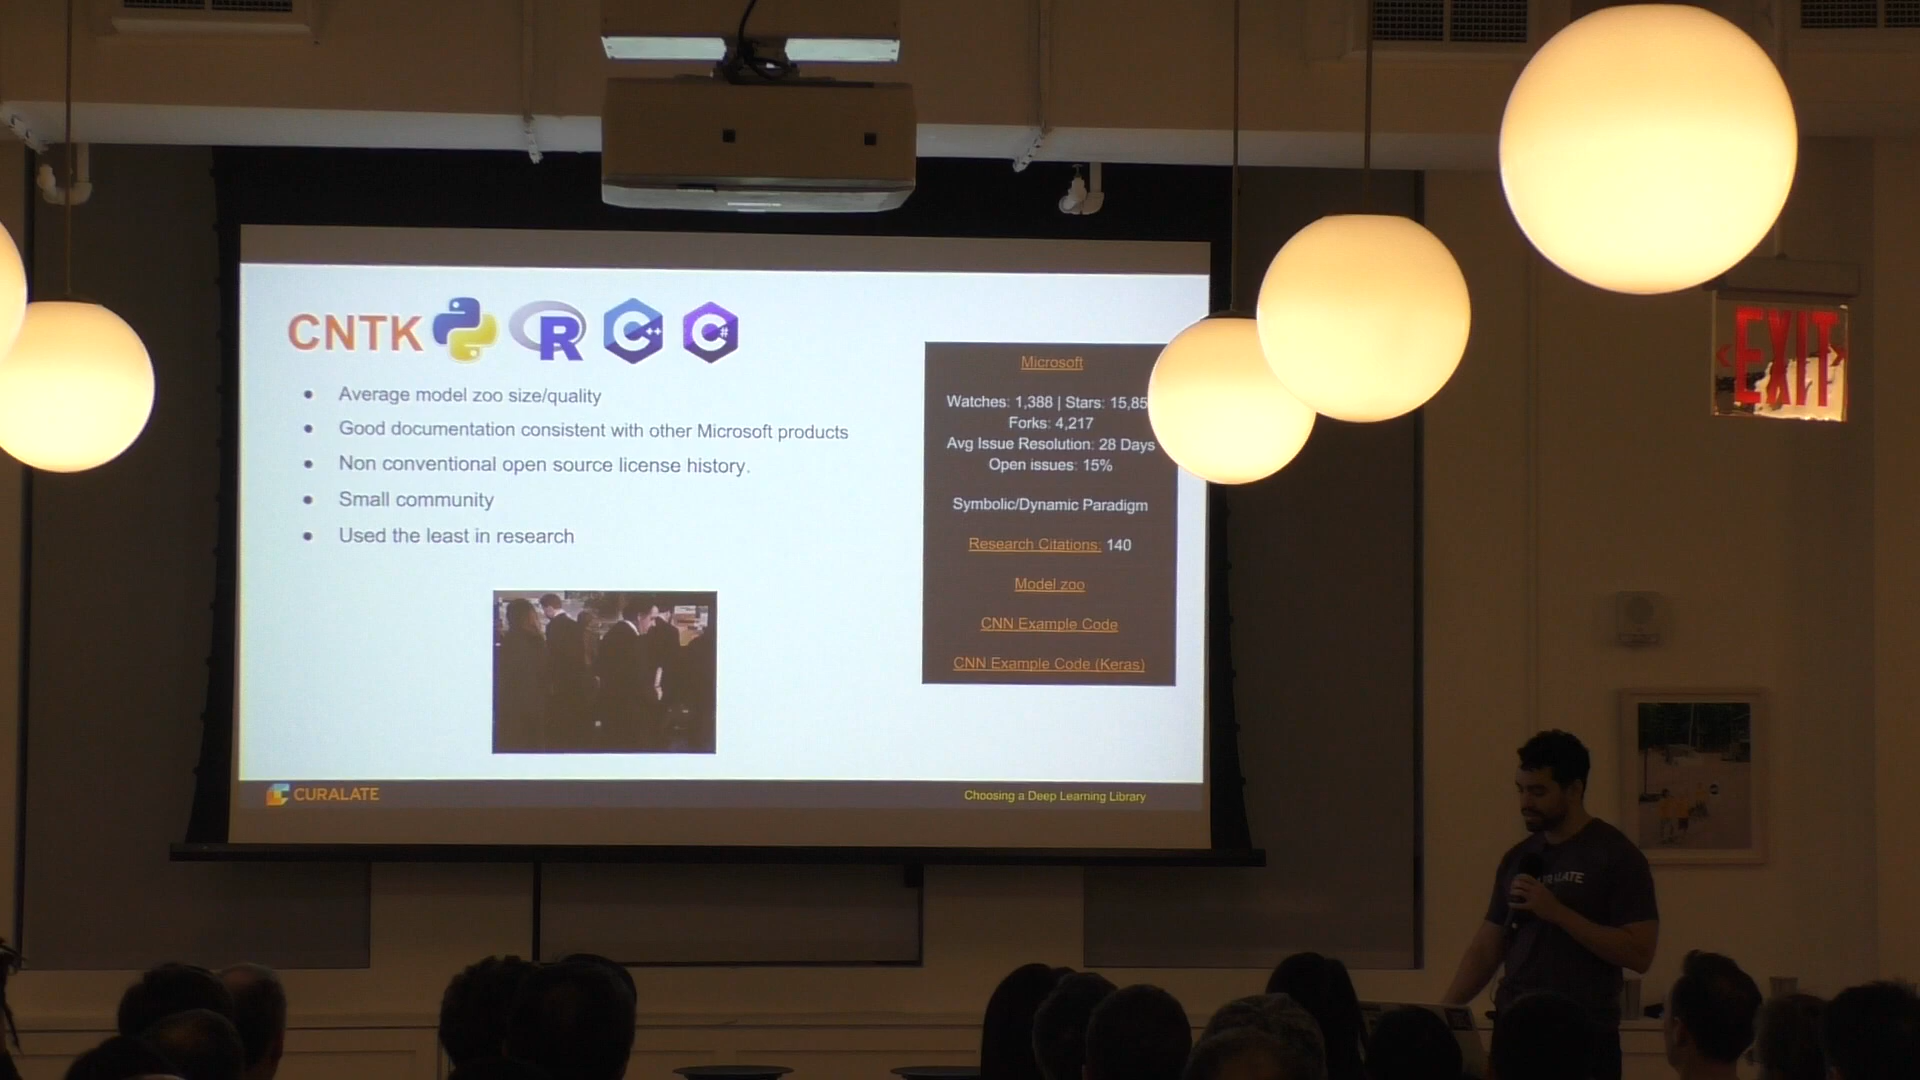 CNTK
R
C++
C#
Average model zoo size/quality
Good documentation consistent with other Microsoft products
Non conventional open source license history.
Small community
Used the least in research
Microsoft
Watches: 1,388 | Stars: 15,85
Forks: 4,217
Avg Issue Resolution: 28 Days
Open issues: 15%
Symbolic/Dynamic Paradigm
Research Citations: 140
Model zoo
CNN Example Code
CNN Example Code (Keras)
CURALATE
Choosing a Deep Learning Library
EXIT